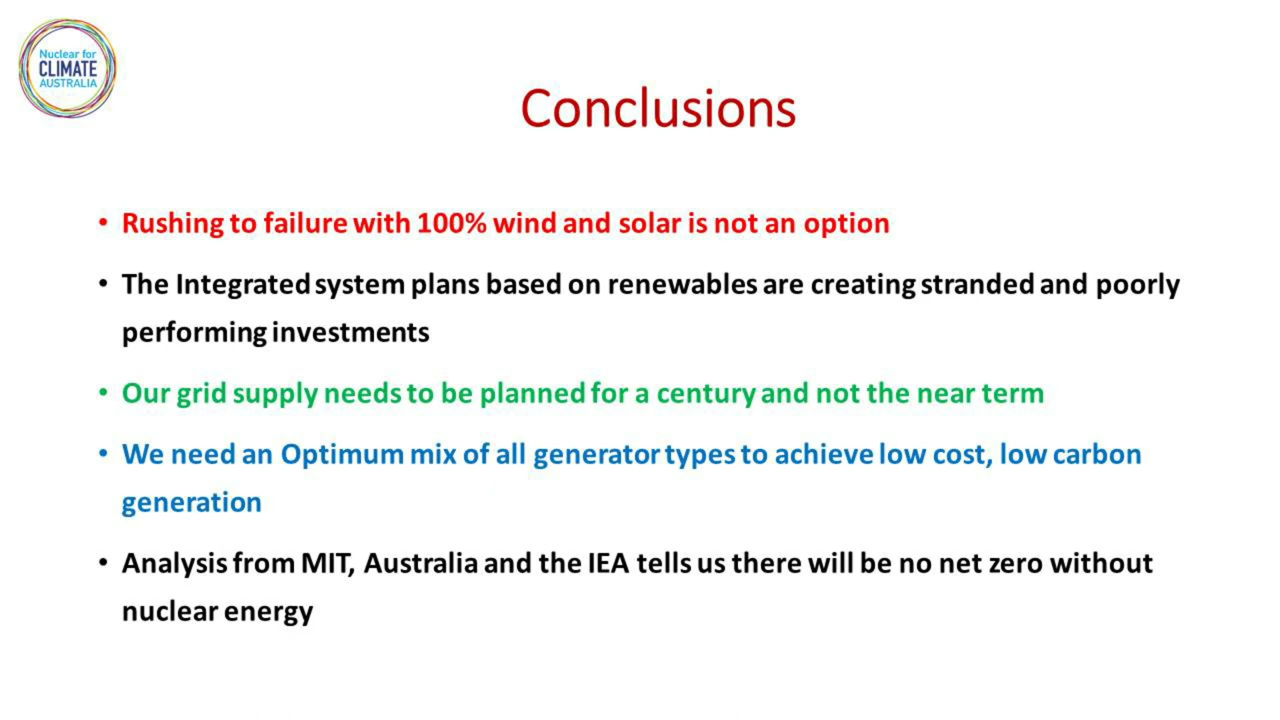 Nuclear for
CLIMATE
AUSTRALIA
Conclusions
• Rushing to failure with 100% wind and solar is not an option
• The Integrated system plans based on renewables are creating stranded and poorly
performing investments
• Our grid supply needs to be planned for a century and not the near term
• We need an Optimum mix of all generator types to achieve low cost, low carbon
generation
• Analysis from MIT, Australia and the IEA tells us there will be no net zero without
nuclear energy